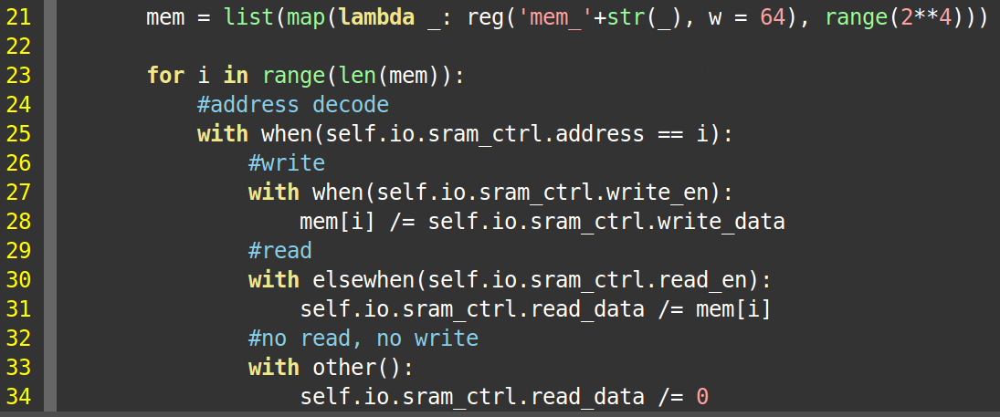 21 mem = list(map(lambda _: reg('mem_'+str(_), w = 64), range(2**4)))
22
23 for i in range(len(mem)):
24 #address decode
25 with when(self.io.sram_ctrl.address == i):
26 #write
27 with when(self.io.sram_ctrl.write_en):
28 mem[i] /= self.io.sram_ctrl.write_data
29 #read
30 with elsewhen(self.io.sram_ctrl.read_en):
31 self.io.sram_ctrl.read_data /= mem[i]
32 #no read, no write
33 with other():
34 self.io.sram_ctrl.read_data /= 0